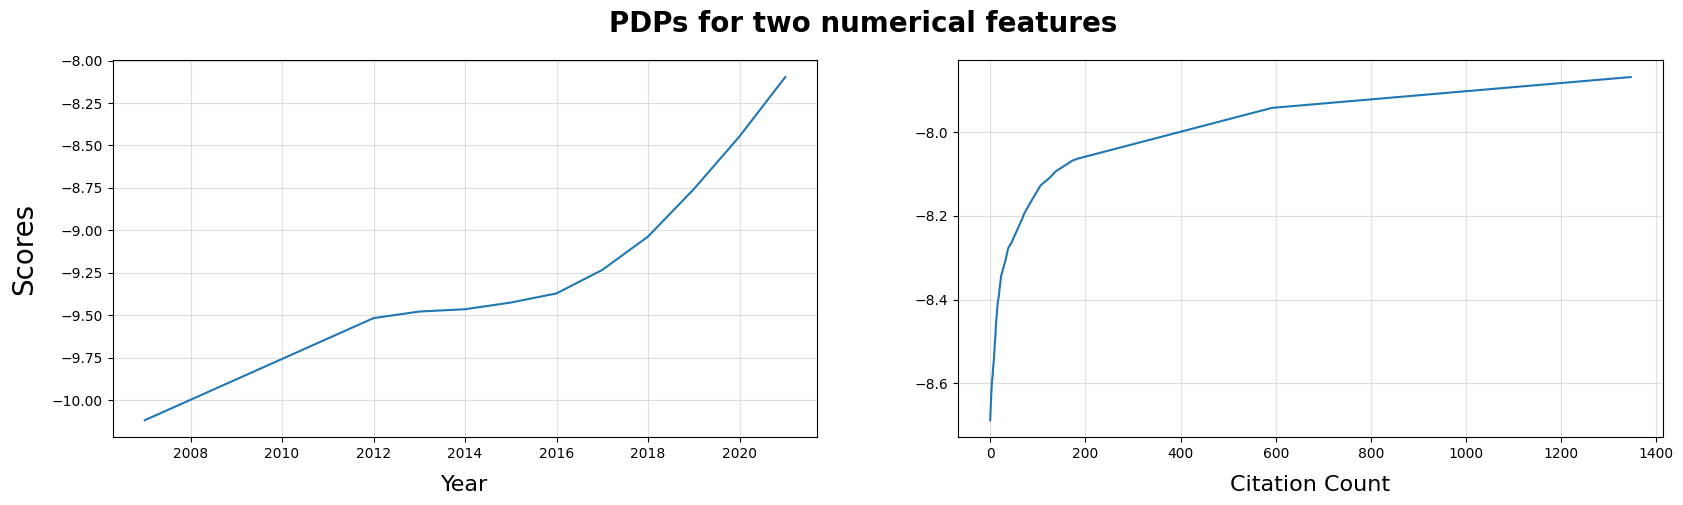 PDPs for two numerical features
Scores
−8.00
−8.25
−8.50
−8.75
−9.00
−9.25
−9.50
−9.75
−10.00
2008 2010 2012 2014 2016 2018 2020
Year
−8.0
−8.2
−8.4
−8.6
0 200 400 600 800 1000 1200 1400
Citation Count